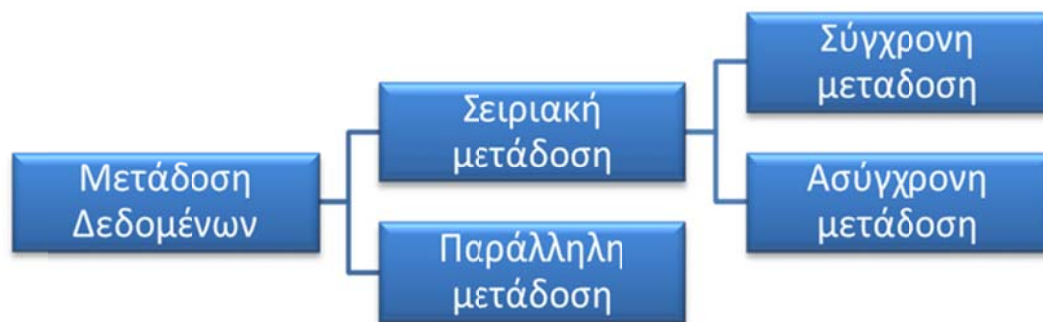 Μετάδοση
Δεδομένων
Σειριακή
μετάδοση
Παράλληλη
μετάδοση
Σύγχρονη
μεταδοση
Ασύγχρονη
μετάδοση